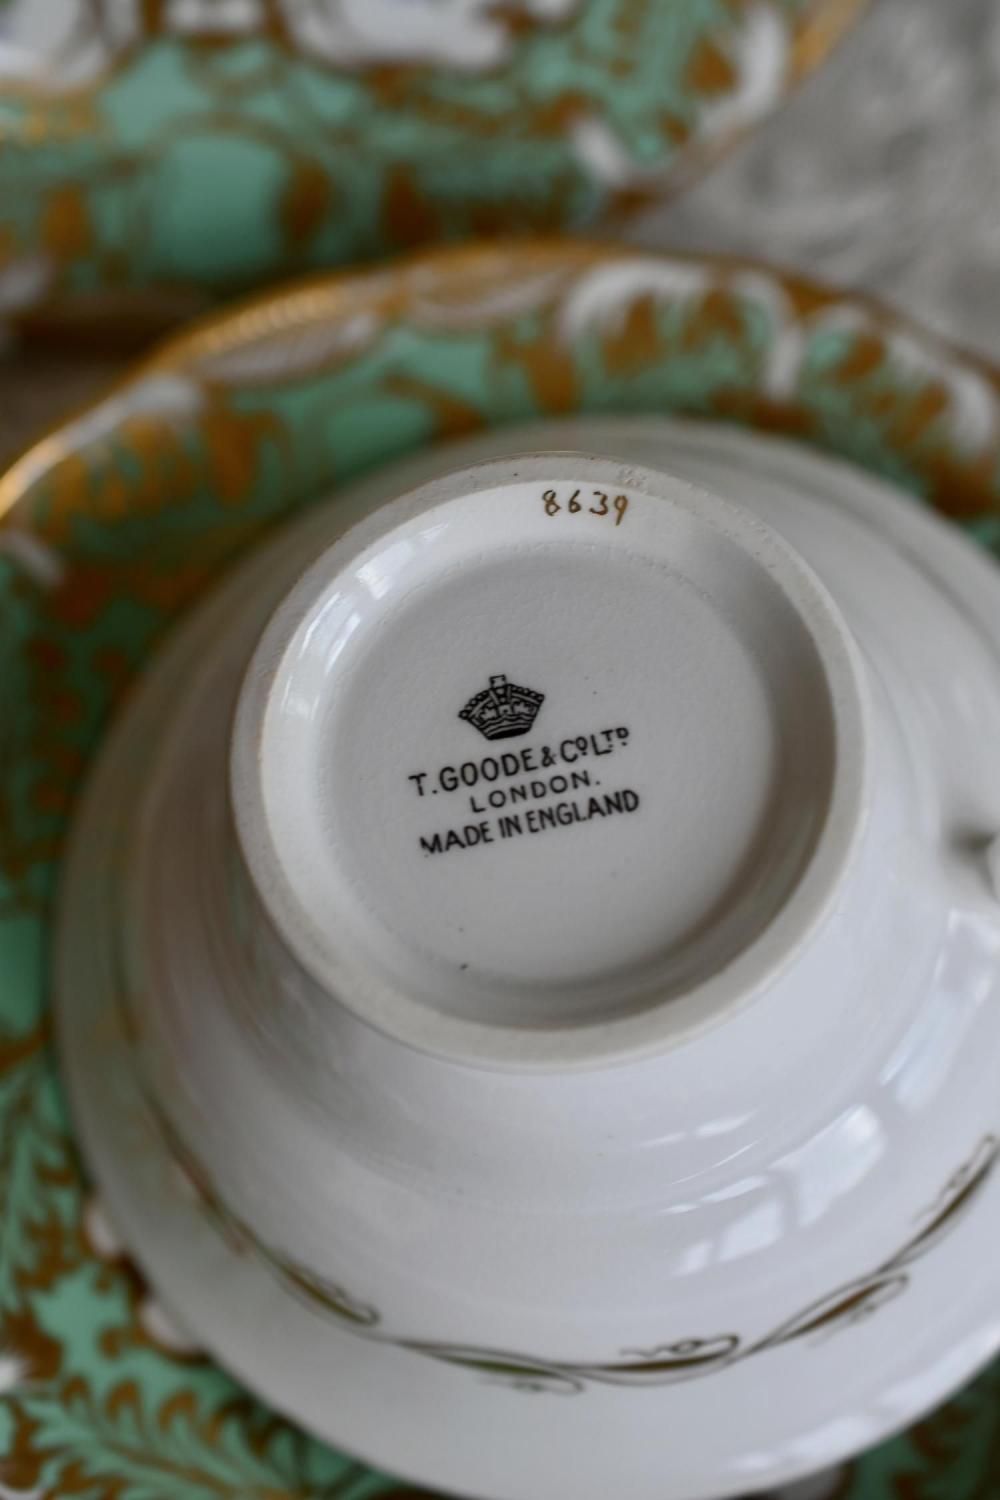 8639
T. GOODE & Cº LTD
LONDON.
MADE IN ENGLAND